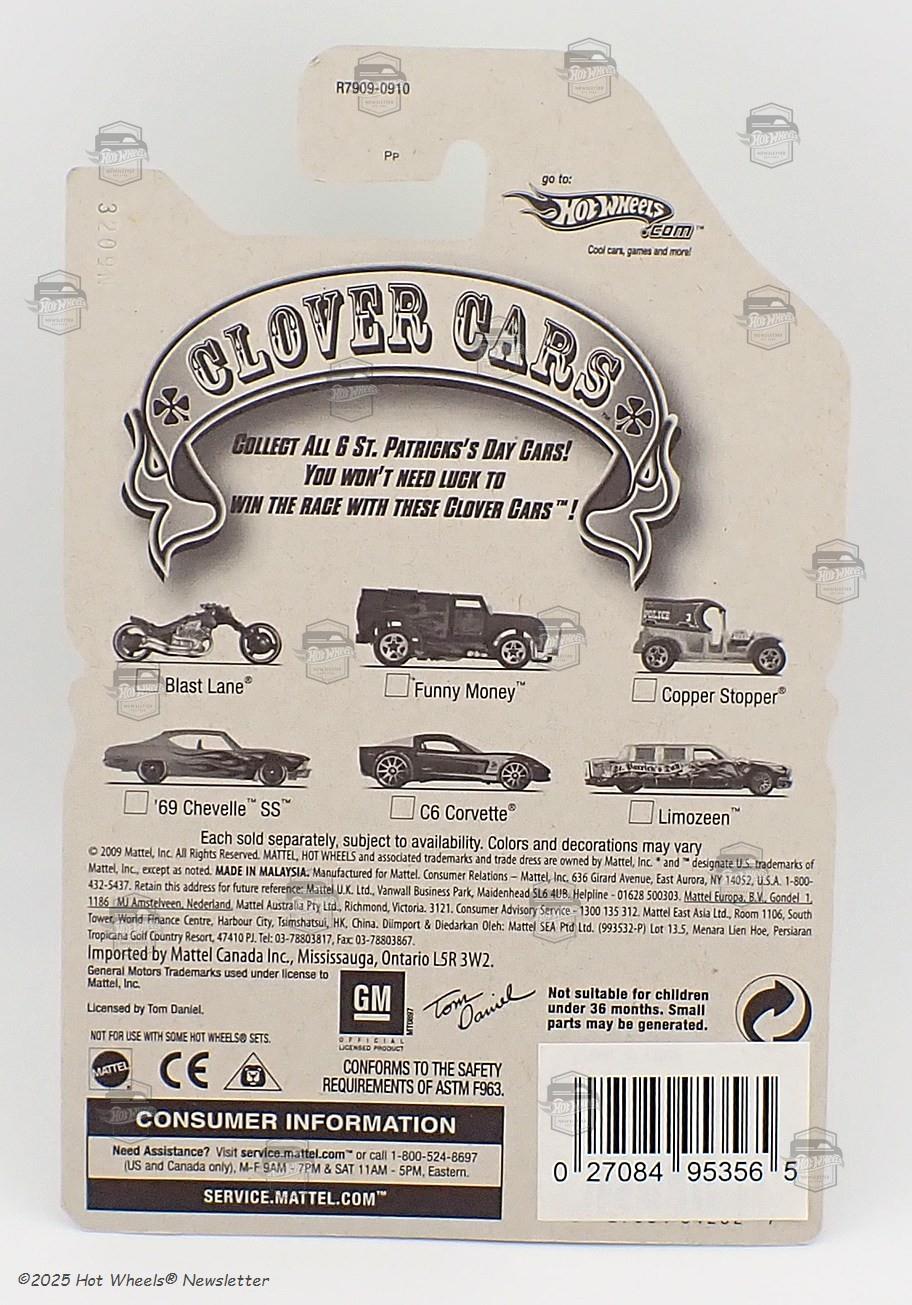 R7909-0910
PP
3209N
go to:
Hot Wheels
.com™
Cool cars, games and more!
CLOVER CARS™
COLLECT ALL 6 ST. PATRICKS'S DAY CARS!
YOU WON'T NEED LUCK TO
WIN THE RACE WITH THESE CLOVER CARS™!
POLICE 3
Blast Lane®
Funny Money™
Copper Stopper®
St. Patrick's Day
'69 Chevelle™ SS™
C6 Corvette®
Limozeen™
Each sold separately, subject to availability. Colors and decorations may vary
© 2009 Mattel, Inc. All Rights Reserved. MATTEL, HOT WHEELS and associated trademarks and trade dress are owned by Mattel, Inc. ® and ™ designate U.S. trademarks of
Mattel, Inc., except as noted. MADE IN MALAYSIA. Manufactured for Mattel. Consumer Relations – Mattel, Inc. 636 Girard Avenue, East Aurora, NY 14052, U.S.A. 1-800-
432-5437. Retain this address for future reference: Mattel U.K. Ltd., Vanwall Business Park, Maidenhead SL6 4UB. Helpline - 01628 500303. Mattel Europa, B.V., Gondel 1,
1186 MJ Amstelveen, Nederland. Mattel Australia Pty Ltd., Richmond, Victoria. 3121. Consumer Advisory Service - 1300 135 312. Mattel East Asia Ltd., Room 1106, South
Tower, World Finance Centre, Harbour City, Tsimshatsui, HK, China. Diimport & Diedarkan Oleh: Mattel SEA Ptd Ltd. (993532-P) Lot 13.5, Menara Lien Hoe, Persiaran
Tropicana Golf Country Resort, 47410 PJ. Tel: 03-78803817, Fax: 03-78803867.
Imported by Mattel Canada Inc., Mississauga, Ontario L5R 3W2.
General Motors Trademarks used under license to
Mattel, Inc.
Licensed by Tom Daniel.
NOT FOR USE WITH SOME HOT WHEELS® SETS.
GM
OFFICIAL
LICENSED PRODUCT
MTG897
Tom
Daniel
Not suitable for children
under 36 months. Small
parts may be generated.
MATTEL
CE
CONFORMS TO THE SAFETY
REQUIREMENTS OF ASTM F963.
CONSUMER INFORMATION
Need Assistance? Visit service.mattel.com™ or call 1-800-524-8697
(US and Canada only), M-F 9AM - 7PM & SAT 11AM - 5PM, Eastern.
SERVICE.MATTEL.COM™
0 27084 95356 5
©2025 Hot Wheels® Newsletter
HOT WHEELS
NEWSLETTER